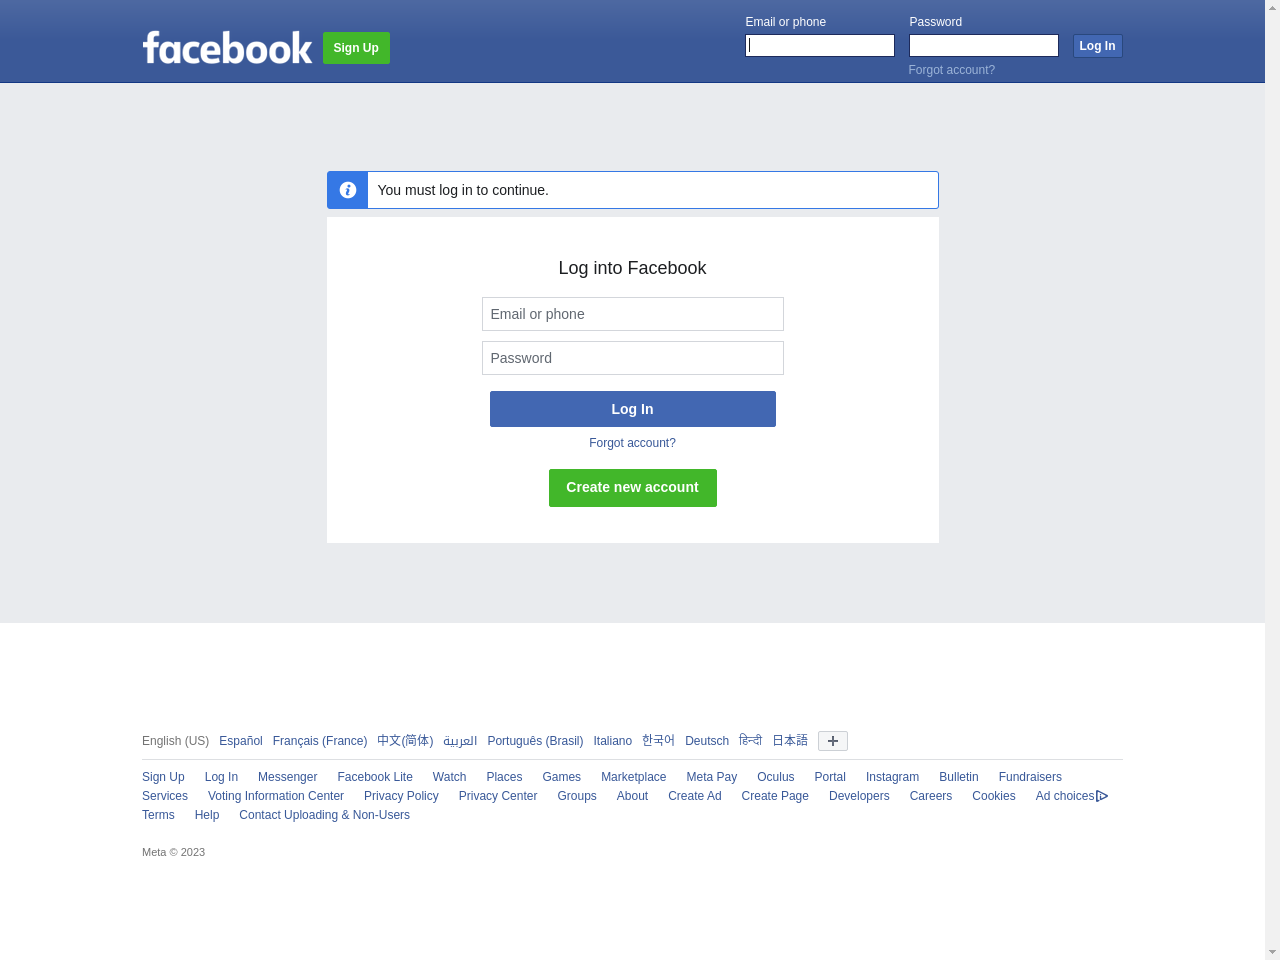 facebook
Sign Up
Email or phone
Password
Log In
Forgot account?
You must log in to continue.
Log into Facebook
Email or phone
Password
Log In
Forgot account?
Create new account
English (US) Español Français (France) 中文(简体) العربية Português (Brasil) Italiano 한국어 Deutsch हिन्दी 日本語
Sign Up Log In Messenger Facebook Lite Watch Places Games Marketplace Meta Pay Oculus Portal Instagram Bulletin Fundraisers
Services Voting Information Center Privacy Policy Privacy Center Groups About Create Ad Create Page Developers Careers Cookies Ad choices
Terms Help Contact Uploading & Non-Users
Meta © 2023